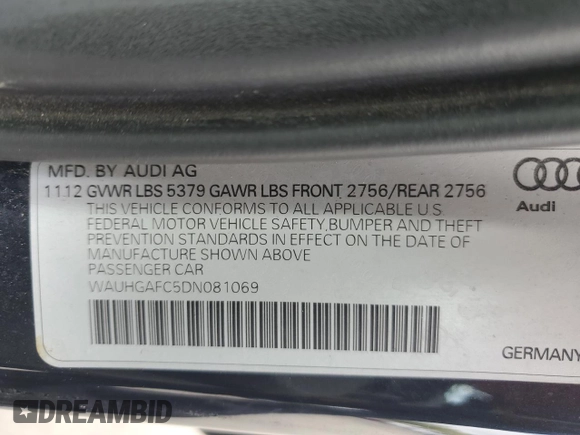 MFD. BY AUDI AG
1112 GVWR LBS 5379 GAWR LBS FRONT 2756/REAR 2756
THIS VEHICLE CONFORMS TO ALL APPLICABLE U.S.
FEDERAL MOTOR VEHICLE SAFETY,BUMPER AND THEFT
PREVENTION STANDARDS IN EFFECT ON THE DATE OF
MANUFACTURE SHOWN ABOVE
PASSENGER CAR
WAUHGAFC5DN081069
Audi
GERMANY
DREAMBID